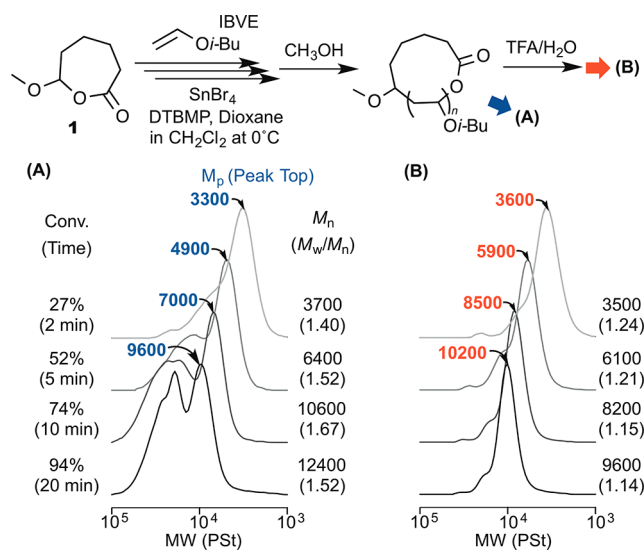 IBVE
Oi-Bu
SnBr4
DTBMP, Dioxane
in CH2Cl2 at 0˚C
CH3OH
TFA/H2O
(B)
O
O
O
1
O
O
O
n
Oi-Bu
(A)
(A)
Mp (Peak Top)
Conv.
(Time)
Mn
(Mw/Mn)
3300
4900
7000
9600
27%
(2 min)
3700
(1.40)
52%
(5 min)
6400
(1.52)
74%
(10 min)
10600
(1.67)
94%
(20 min)
12400
(1.52)
10^5
10^4
10^3
MW (PSt)
(B)
3600
5900
8500
10200
3500
(1.24)
6100
(1.21)
8200
(1.15)
9600
(1.14)
10^5
10^4
10^3
MW (PSt)